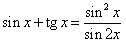 sin x + tg x = sin² x / sin 2x